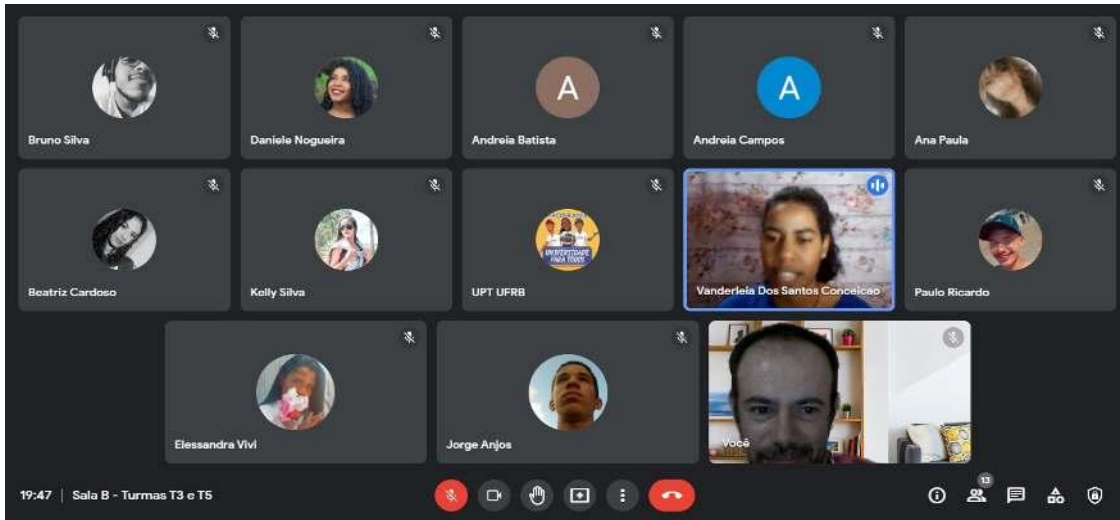 Bruno Silva
Daniele Nogueira
A
Andreia Batista
A
Andreia Campos
Ana Paula
Beatriz Cardoso
Kelly Silva
UNIVERSIDADE
PARA TODOS
UPT UFRB
Vanderleia Dos Santos Conceicao
Paulo Ricardo
Elessandra Vivi
Jorge Anjos
Você
19:47 | Sala B - Turmas T3 e T5
13